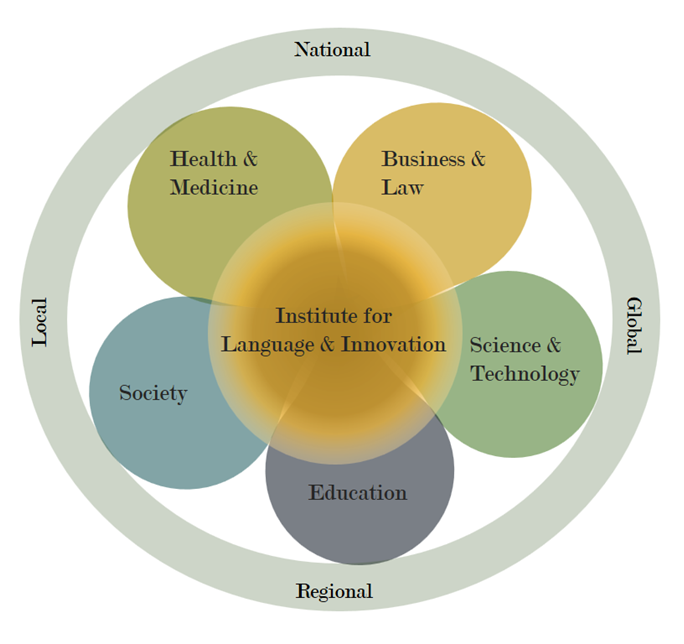 National
Health &
Medicine
Business &
Law
Local
Institute for
Language & Innovation
Global
Science &
Technology
Society
Education
Regional